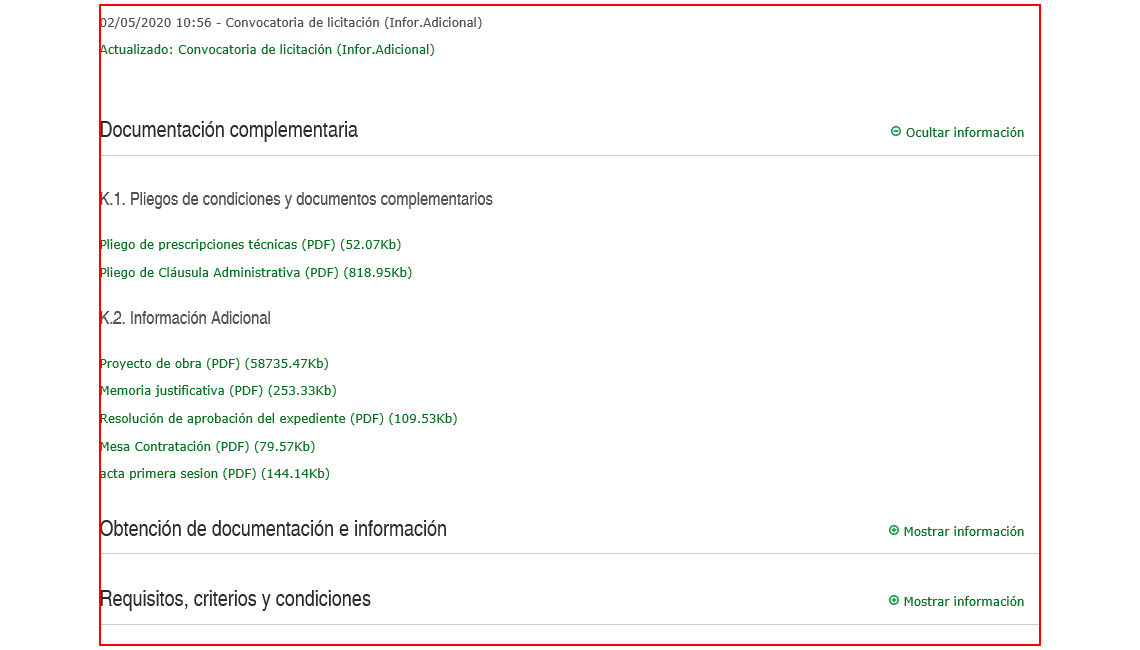 02/05/2020 10:56 - Convocatoria de licitación (Infor.Adicional)
Actualizado: Convocatoria de licitación (Infor.Adicional)
Documentación complementaria
Ocultar información
K.1. Pliegos de condiciones y documentos complementarios
Pliego de prescripciones técnicas (PDF) (52.07Kb)
Pliego de Cláusula Administrativa (PDF) (818.95Kb)
K.2. Información Adicional
Proyecto de obra (PDF) (58735.47Kb)
Memoria justificativa (PDF) (253.33Kb)
Resolución de aprobación del expediente (PDF) (109.53Kb)
Mesa Contratación (PDF) (79.57Kb)
acta primera sesion (PDF) (144.14Kb)
Obtención de documentación e información
Mostrar información
Requisitos, criterios y condiciones
Mostrar información